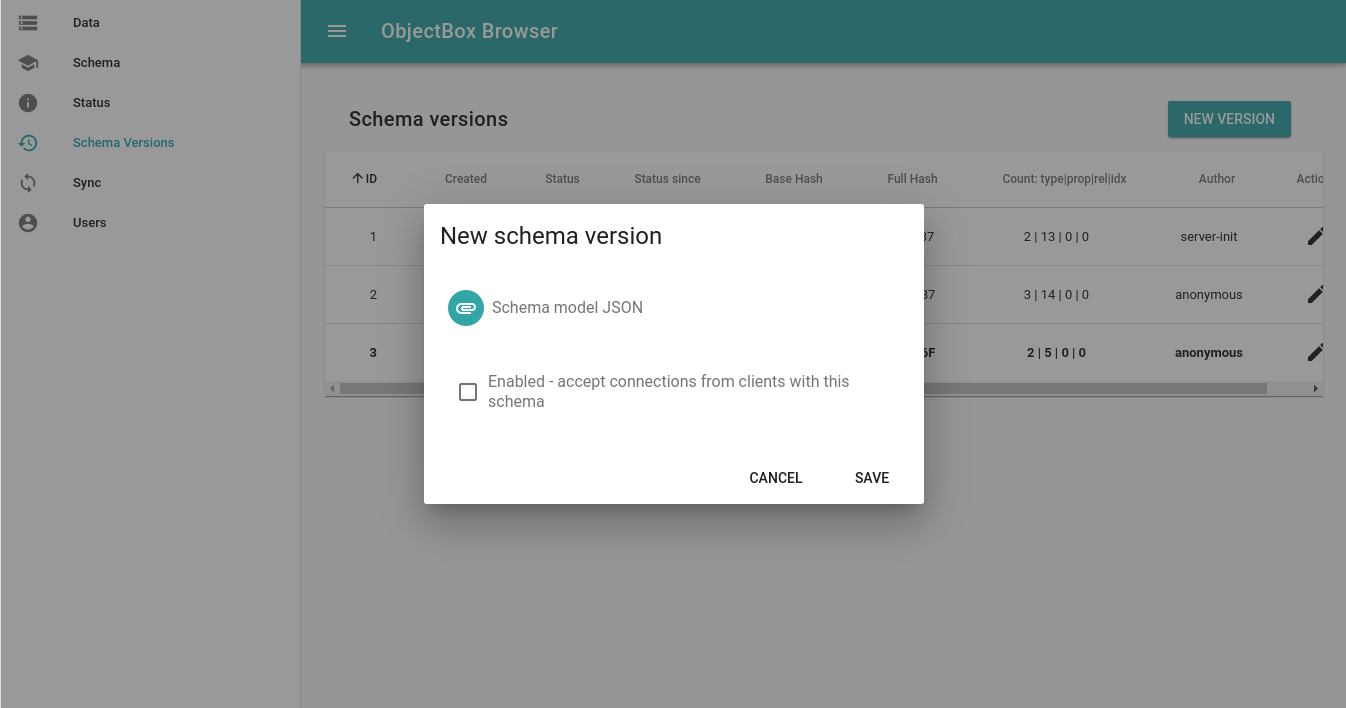 Data
Schema
Status
Schema Versions
Sync
Users
ObjectBox Browser
Schema versions
NEW VERSION
ID Created Status Status since Base Hash Full Hash Count: type|prop|rel|idx Author Actio
1 37 2 | 13 | 0 | 0 server-init
2 37 3 | 14 | 0 | 0 anonymous
3 6F 2 | 5 | 0 | 0 anonymous
New schema version
Schema model JSON
Enabled - accept connections from clients with this
schema
CANCEL SAVE